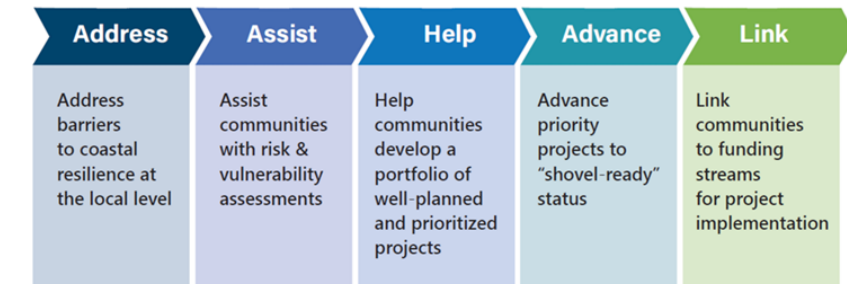 Address
Assist
Help
Advance
Link
Address
barriers
to coastal
resilience at
the local level
Assist
communities
with risk &
vulnerability
assessments
Help
communities
develop a
portfolio of
well-planned
and prioritized
projects
Advance
priority
projects to
“shovel-ready”
status
Link
communities
to funding
streams
for project
implementation